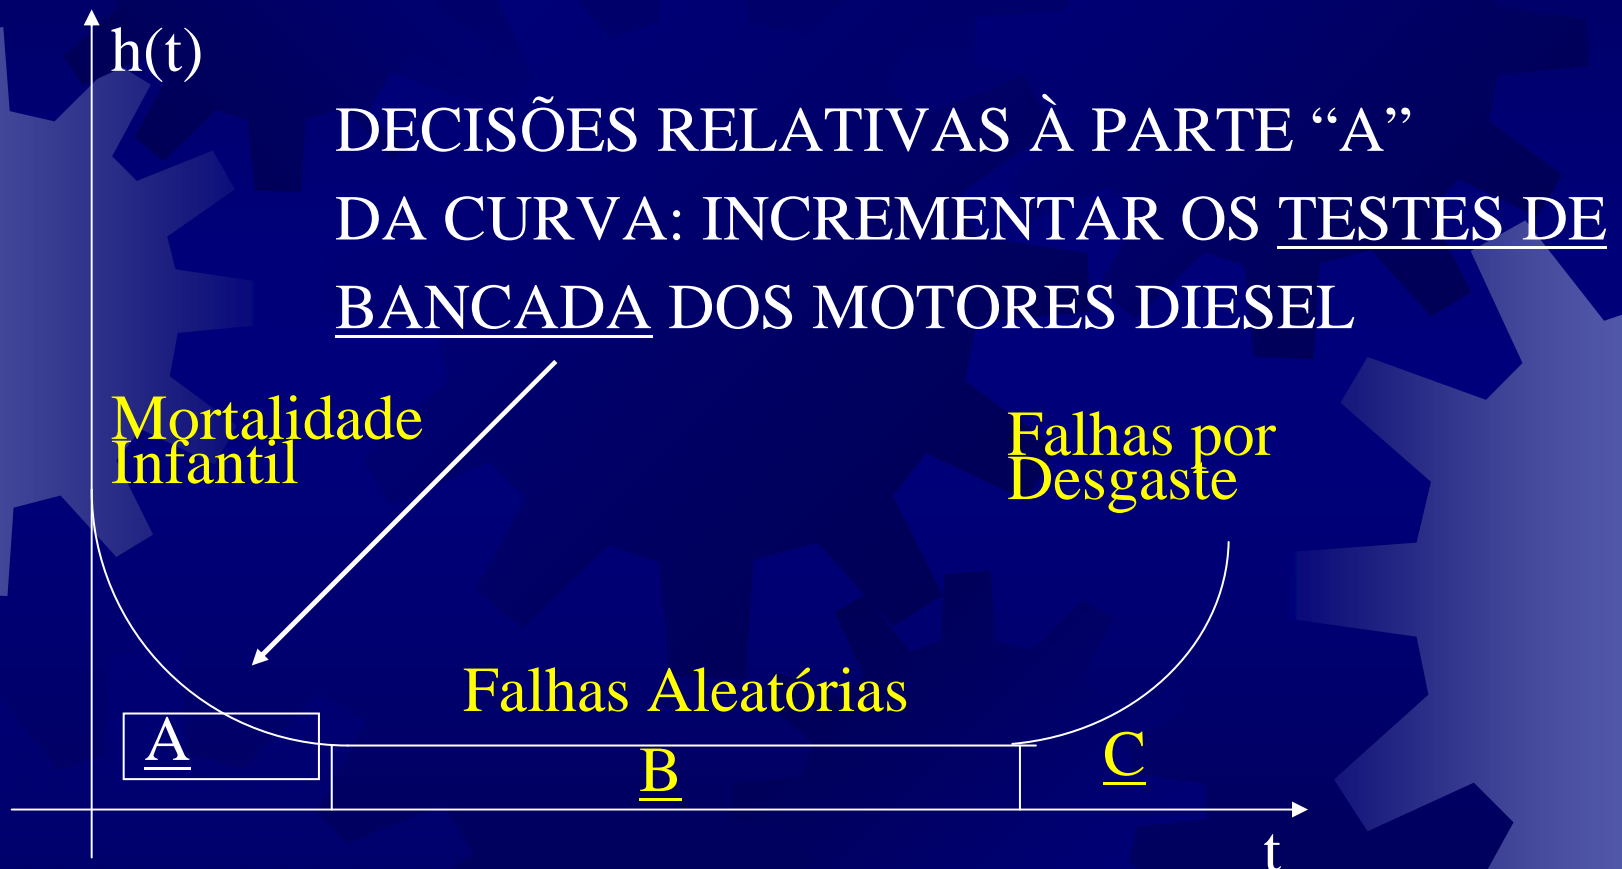 h(t)
DECISÕES RELATIVAS À PARTE “A”
DA CURVA: INCREMENTAR OS TESTES DE
BANCADA DOS MOTORES DIESEL
Mortalidade
Infantil
Falhas por
Desgaste
Falhas Aleatórias
A
B
C
t